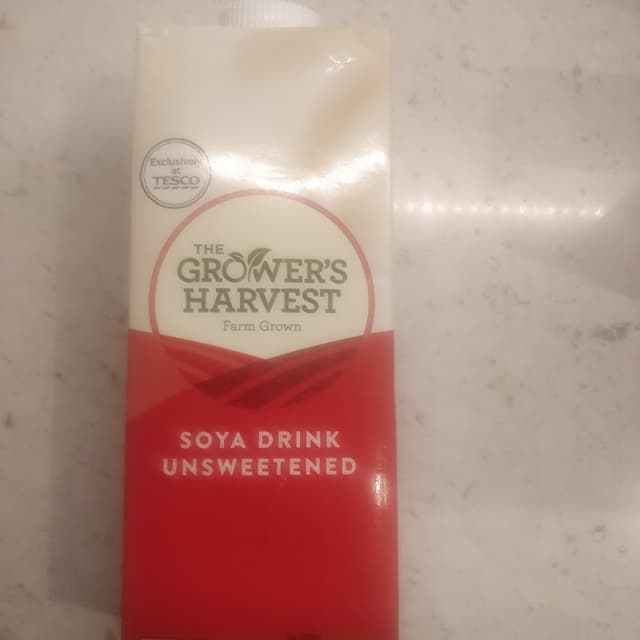 Exclusively
at
TESCO
THE
GROWER'S
HARVEST
Farm Grown
SOYA DRINK
UNSWEETENED